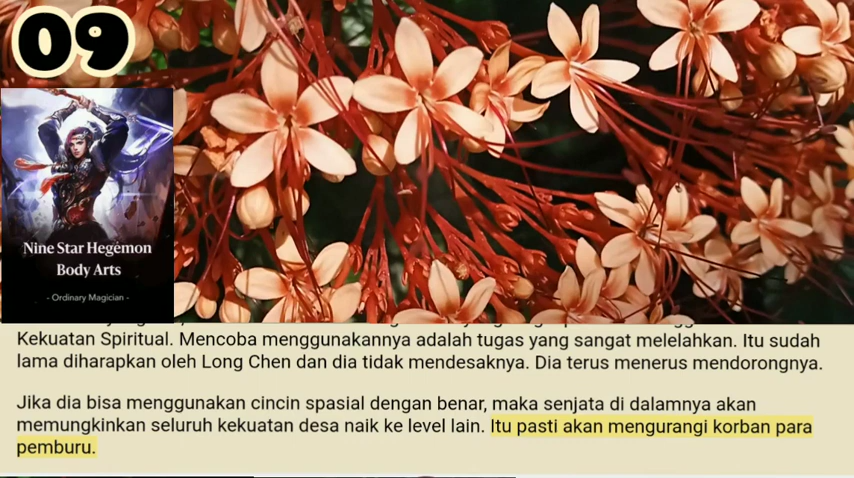 09
Nine Star Hegemon
Body Arts
- Ordinary Magician -
Kekuatan Spiritual. Mencoba menggunakannya adalah tugas yang sangat melelahkan. Itu sudah
lama diharapkan oleh Long Chen dan dia tidak mendesaknya. Dia terus menerus mendorongnya.
Jika dia bisa menggunakan cincin spasial dengan benar, maka senjata di dalamnya akan
memungkinkan seluruh kekuatan desa naik ke level lain. Itu pasti akan mengurangi korban para
pemburu.